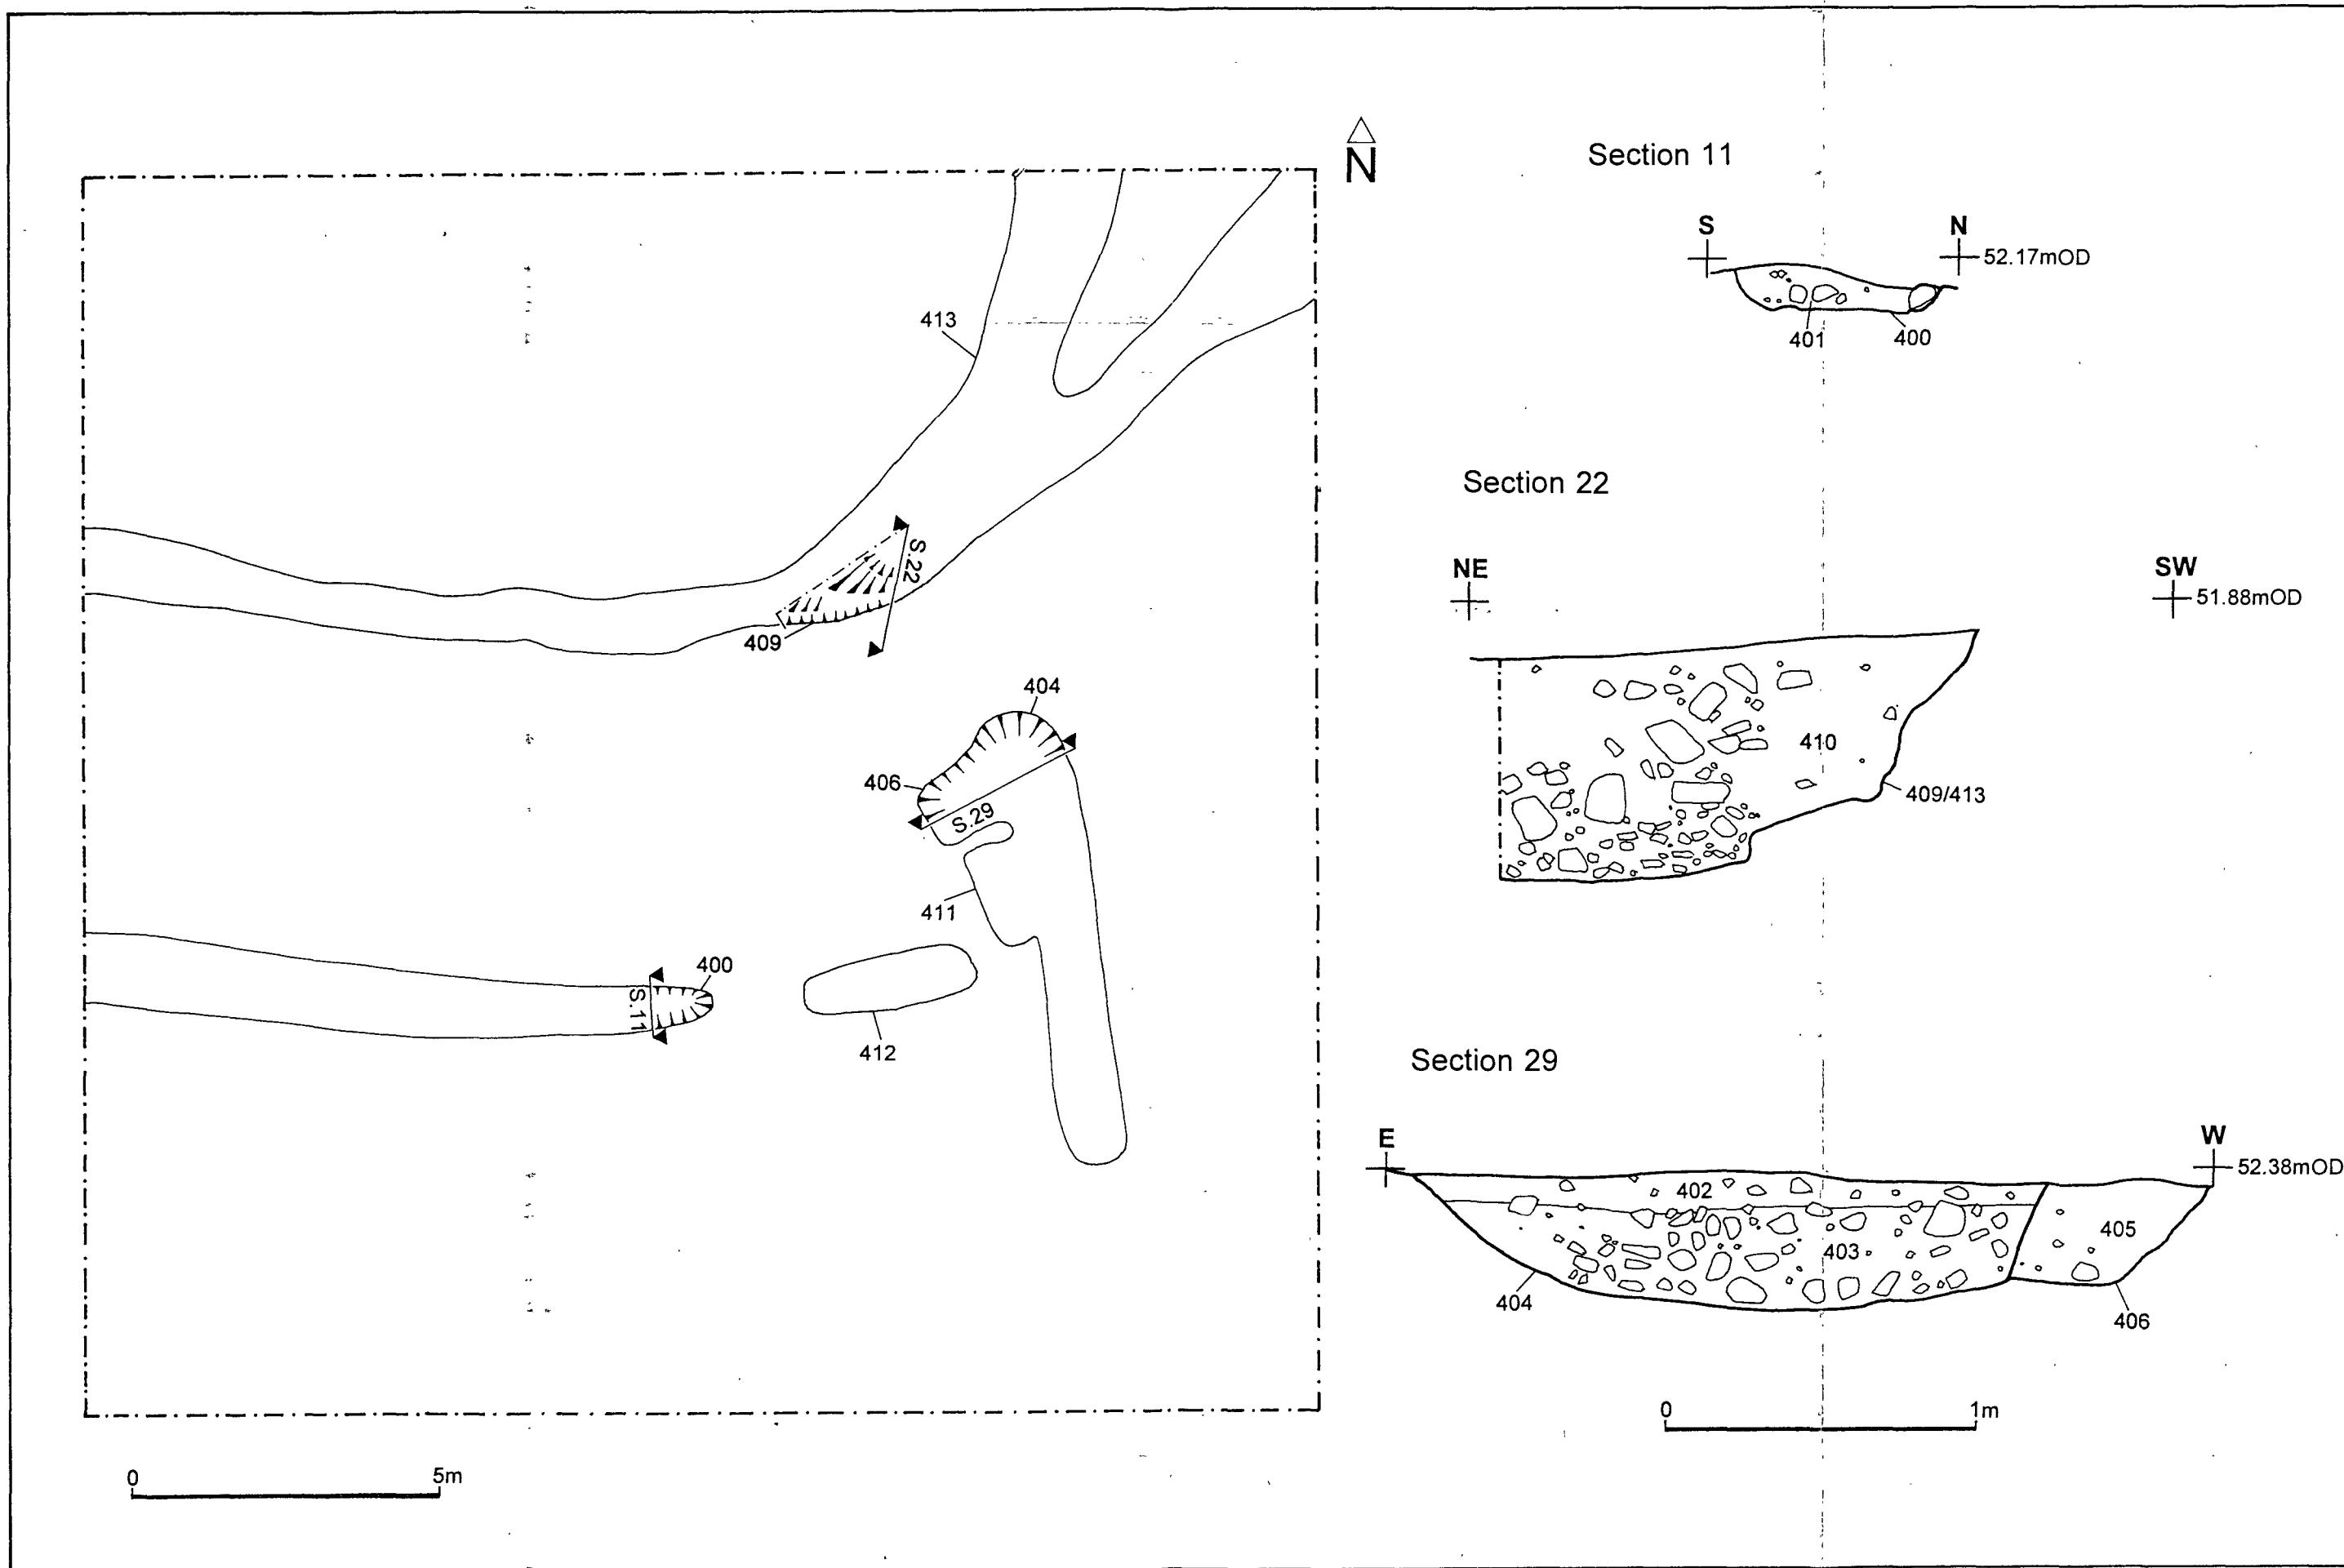 N
413
S.22
409
404
406
S.29
411
400
S.11
412
0 5m
Section 11
S N
52.17mOD
401 400
Section 22
NE SW
51.88mOD
410
409/413
Section 29
E W
52.38mOD
402
405
403
404
406
0 1m